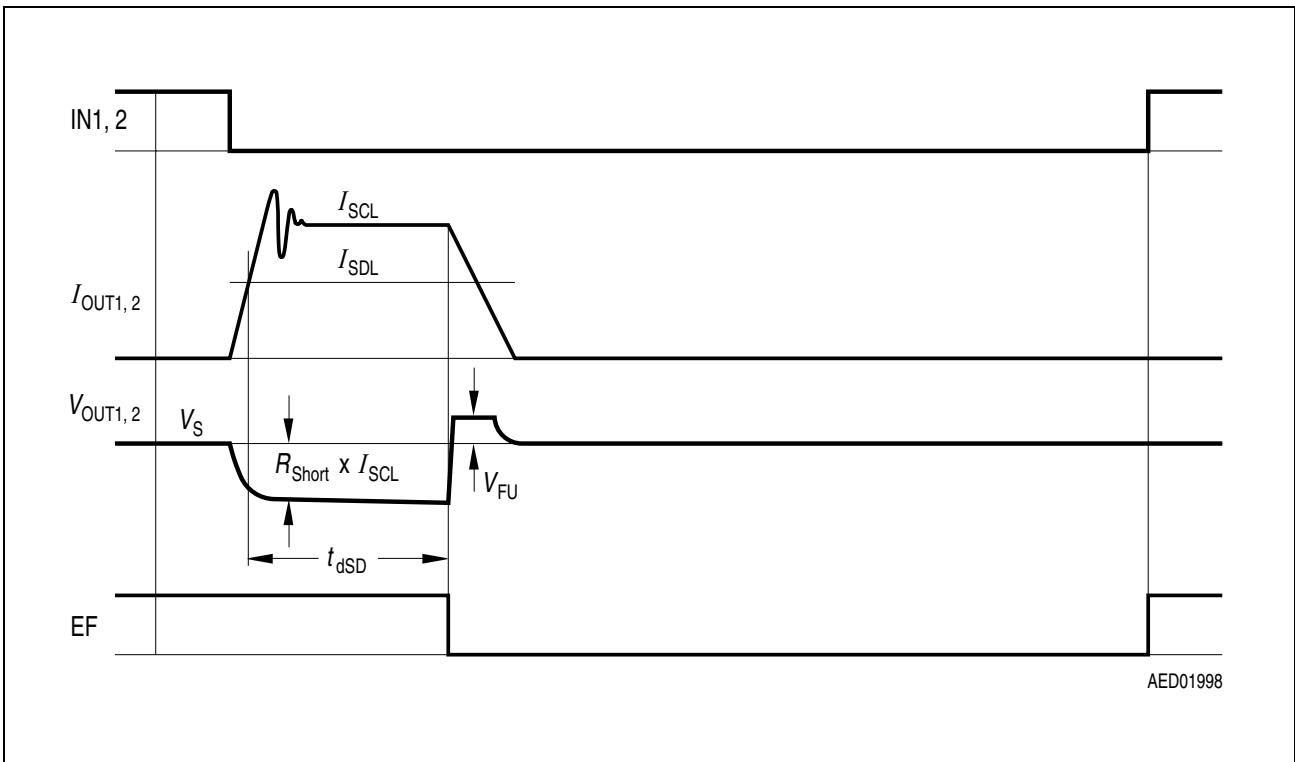 IN1, 2
I_SCL
I_SDL
I_OUT1, 2
V_OUT1, 2
V_S
R_Short x I_SCL
V_FU
t_dSD
EF
AED01998